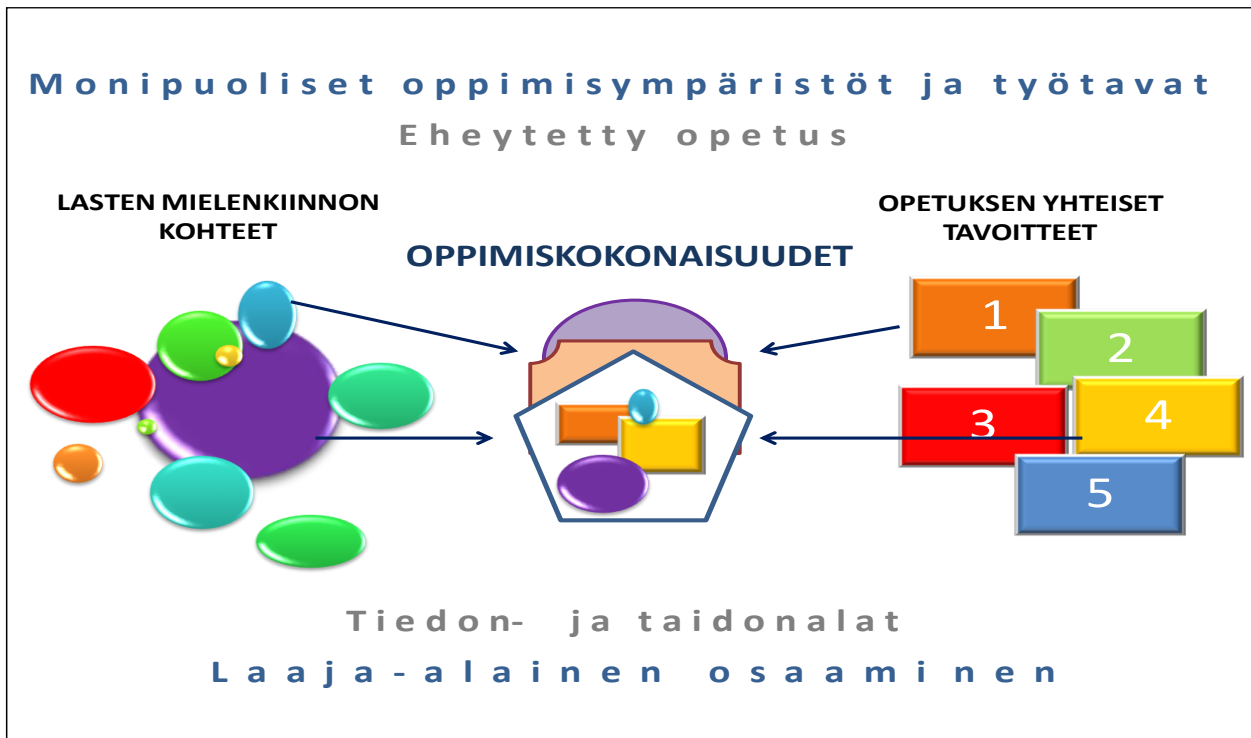 Monipuoliset oppimisympäristöt ja työtavat
Eheytetty opetus
LASTEN MIELENKIINNON
KOHTEET
OPPIMISKOKONAISUUDET
OPETUKSEN YHTEISET
TAVOITTEET
1
2
3
4
5
Tiedon- ja taidonalat
Laaja-alainen osaaminen